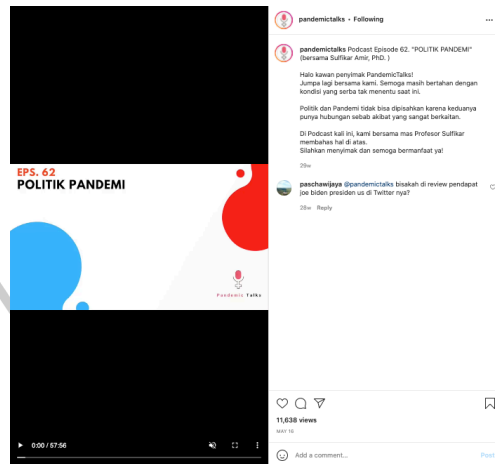 EPS. 62
POLITIK PANDEMI
Pandemic Talks
0:00 / 57:56
pandemictalks • Following
pandemictalks Podcast Episode 62. "POLITIK PANDEMI"
(bersama Sulfikar Amir, PhD. )
Halo kawan penyimak PandemicTalks!
Jumpa lagi bersama kami. Semoga masih bertahan dengan
kondisi yang serba tak menentu saat ini.
Politik dan Pandemi tidak bisa dipisahkan karena keduanya
punya hubungan sebab akibat yang sangat berkaitan.
Di Podcast kali ini, kami bersama mas Profesor Sulfikar
membahas hal di atas.
Silahkan menyimak dan semoga bermanfaat ya!
29w
paschawijaya @pandemictalks bisakah di review pendapat
joe biden presiden us di Twitter nya?
28w Reply
11,638 views
MAY 16
Add a comment...
Post